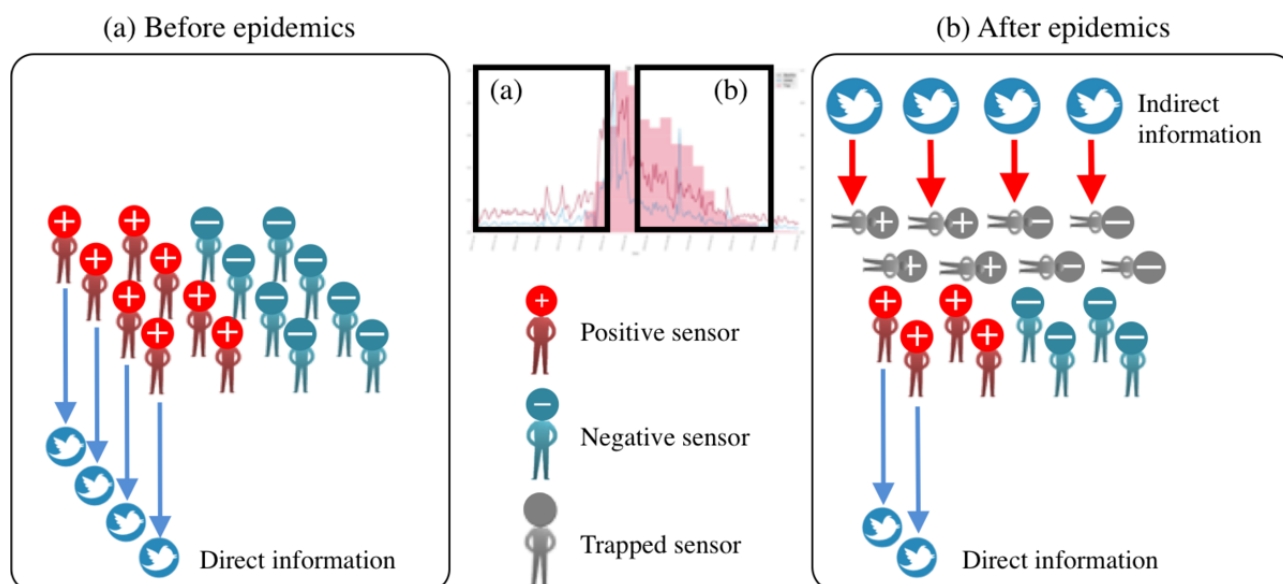 (a) Before epidemics
(b) After epidemics
(a)
(b)
Indirect
information
Positive sensor
Negative sensor
Trapped sensor
Direct information
Direct information